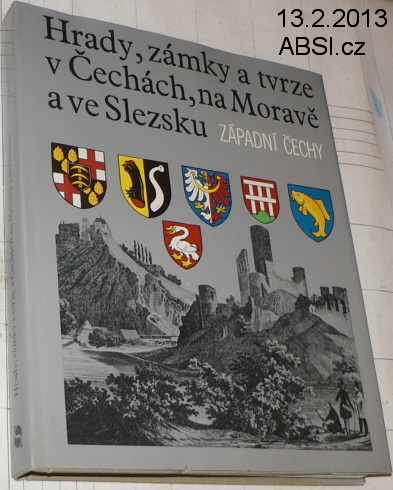 13.2.2013
ABSI.cz
Hrady, zámky a tvrze
v Čechách, na Moravě
a ve Slezsku
ZÁPADNÍ ČECHY